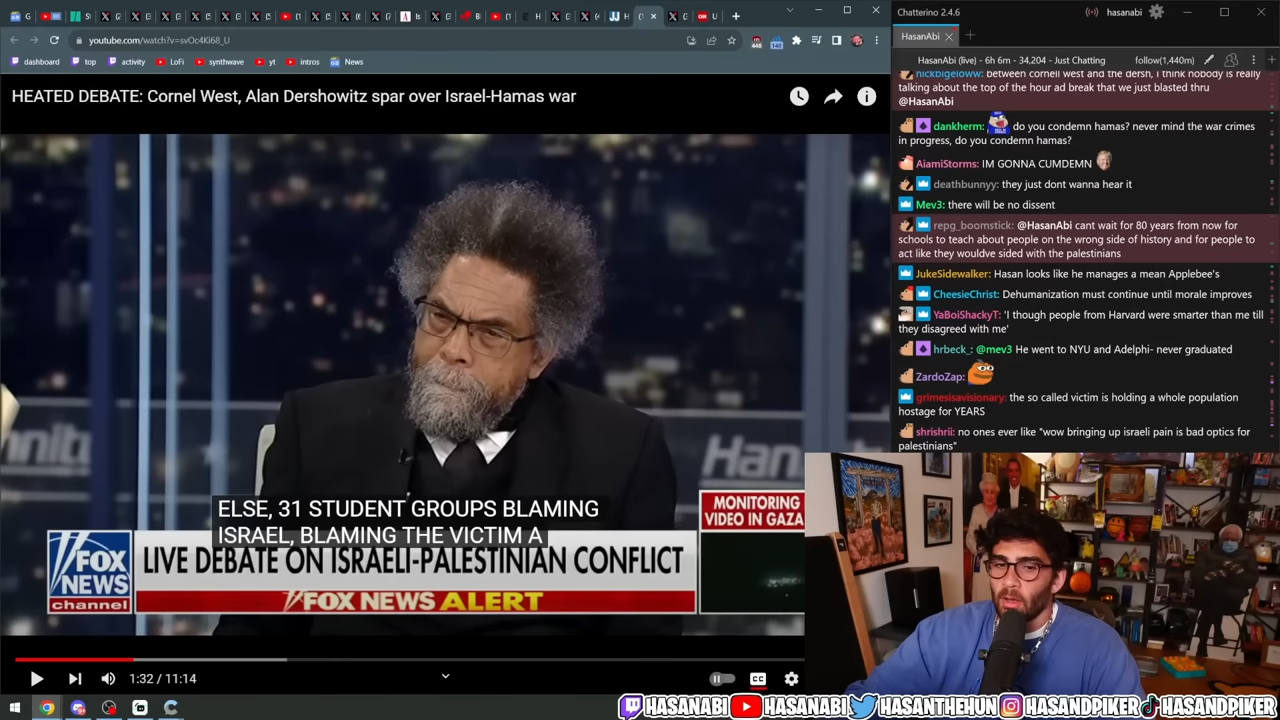 youtube.com/watch?v=svOc4Ki68_U
dashboard
top
activity
LoFi
synthwave
yt
intros
News
HEATED DEBATE: Cornel West, Alan Dershowitz spar over Israel-Hamas war
Hannity
ELSE, 31 STUDENT GROUPS BLAMING
ISRAEL, BLAMING THE VICTIM A
MONITORING
VIDEO IN GAZA
FOX
NEWS
channel
LIVE DEBATE ON ISRAELI-PALESTINIAN CONFLICT
FOX NEWS ALERT
1:32 / 11:14
CC
Chatterino 2.4.6
hasanabi
HasanAbi
HasanAbi (live) - 6h 6m - 34,204 - Just Chatting
follow(1,440m)
nickbigeloww: between cornell west and the dersh, i think nobody is really
talking about the top of the hour ad break that we just blasted thru
@HasanAbi
dankherm: do you condemn hamas? never mind the war crimes
in progress, do you condemn hamas?
AiamiStorms: IM GONNA CUMDEMN
deathbunnyy: they just dont wanna hear it
Mev3: there will be no dissent
repg_boomstick: @HasanAbi cant wait for 80 years from now for
schools to teach about people on the wrong side of history and for people to
act like they wouldve sided with the palestinians
JukeSidewalker: Hasan looks like he manages a mean Applebee's
CheesieChrist: Dehumanization must continue until morale improves
YaBoiShackyT: 'I though people from Harvard were smarter than me till
they disagreed with me'
hrbeck_: @mev3 He went to NYU and Adelphi- never graduated
ZardoZap:
grimesisavisionary: the so called victim is holding a whole population
hostage for YEARS
shrishrii: no ones ever like "wow bringing up israeli pain is bad optics for
palestinians"
HASANABI
HASANABI
HASANTHEHUN
HASANDPIKER
HASANDPIKER